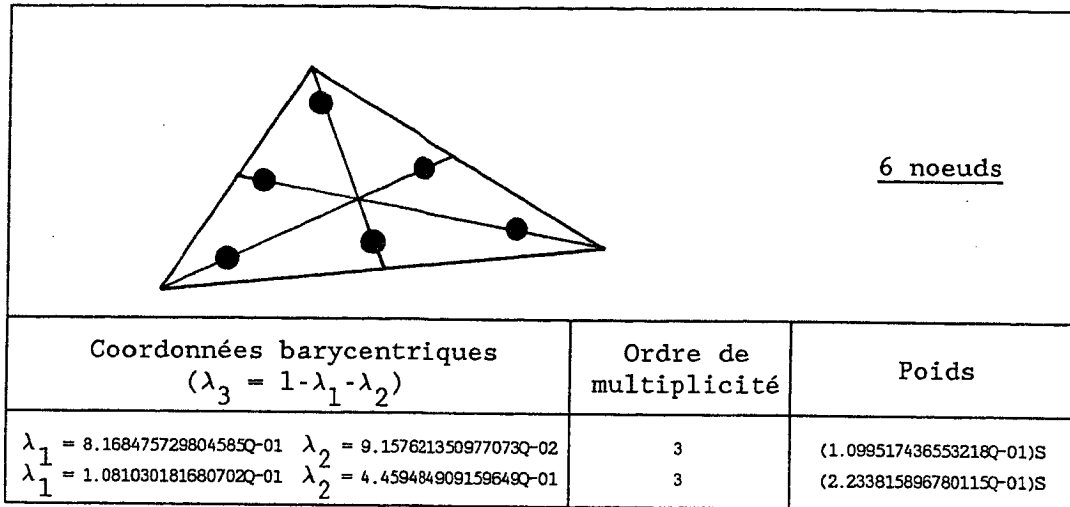 6 noeuds
Coordonnées barycentriques
(λ₃ = 1-λ₁-λ₂)
Ordre de
multiplicité
Poids
λ₁ = 8.168475729804585Q-01 λ₂ = 9.157621350977073Q-02
3
(1.099517436553218Q-01)S
λ₁ = 1.081030181680702Q-01 λ₂ = 4.459484909159649Q-01
3
(2.233815896780115Q-01)S